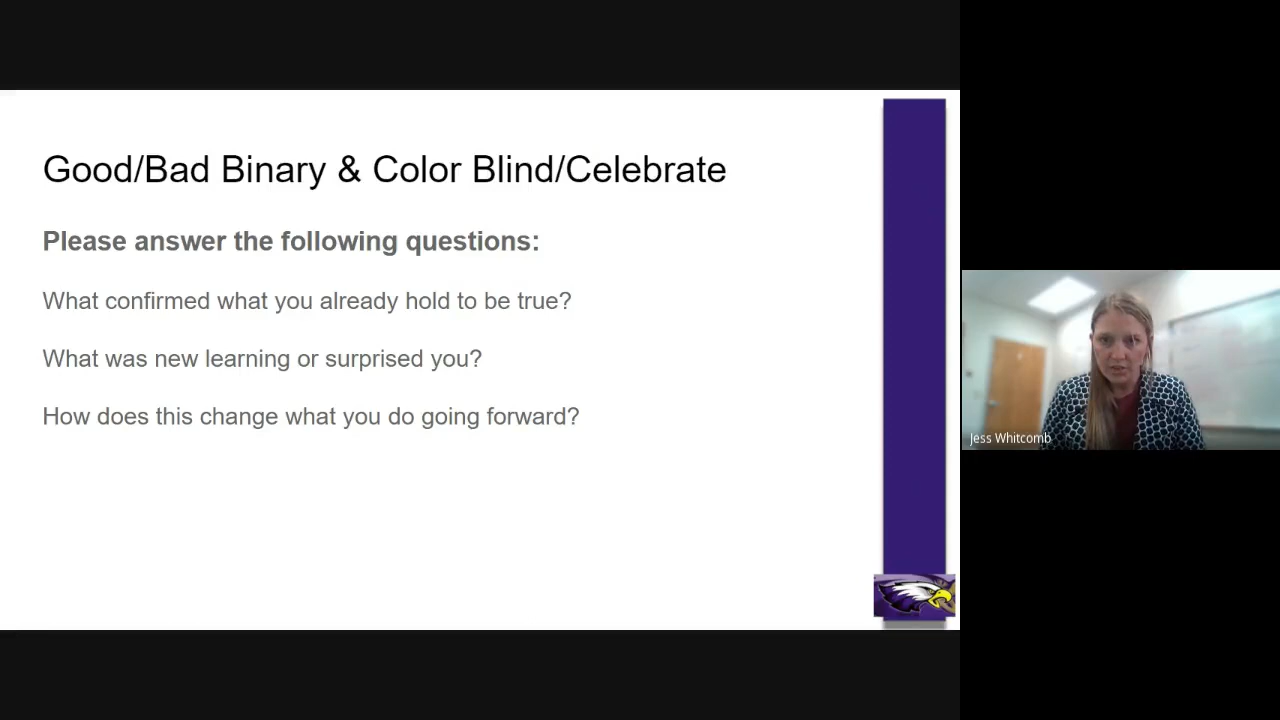 Good/Bad Binary & Color Blind/Celebrate
Please answer the following questions:
What confirmed what you already hold to be true?
What was new learning or surprised you?
How does this change what you do going forward?
Jess Whitcomb